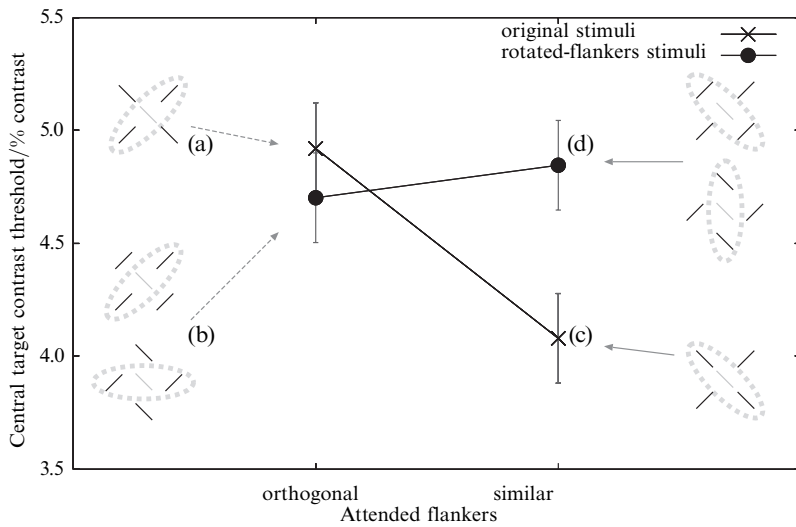 Central target contrast threshold/% contrast
5.5
5.0
4.5
4.0
3.5
original stimuli
rotated-flankers stimuli
(a)
(d)
(b)
(c)
orthogonal
similar
Attended flankers